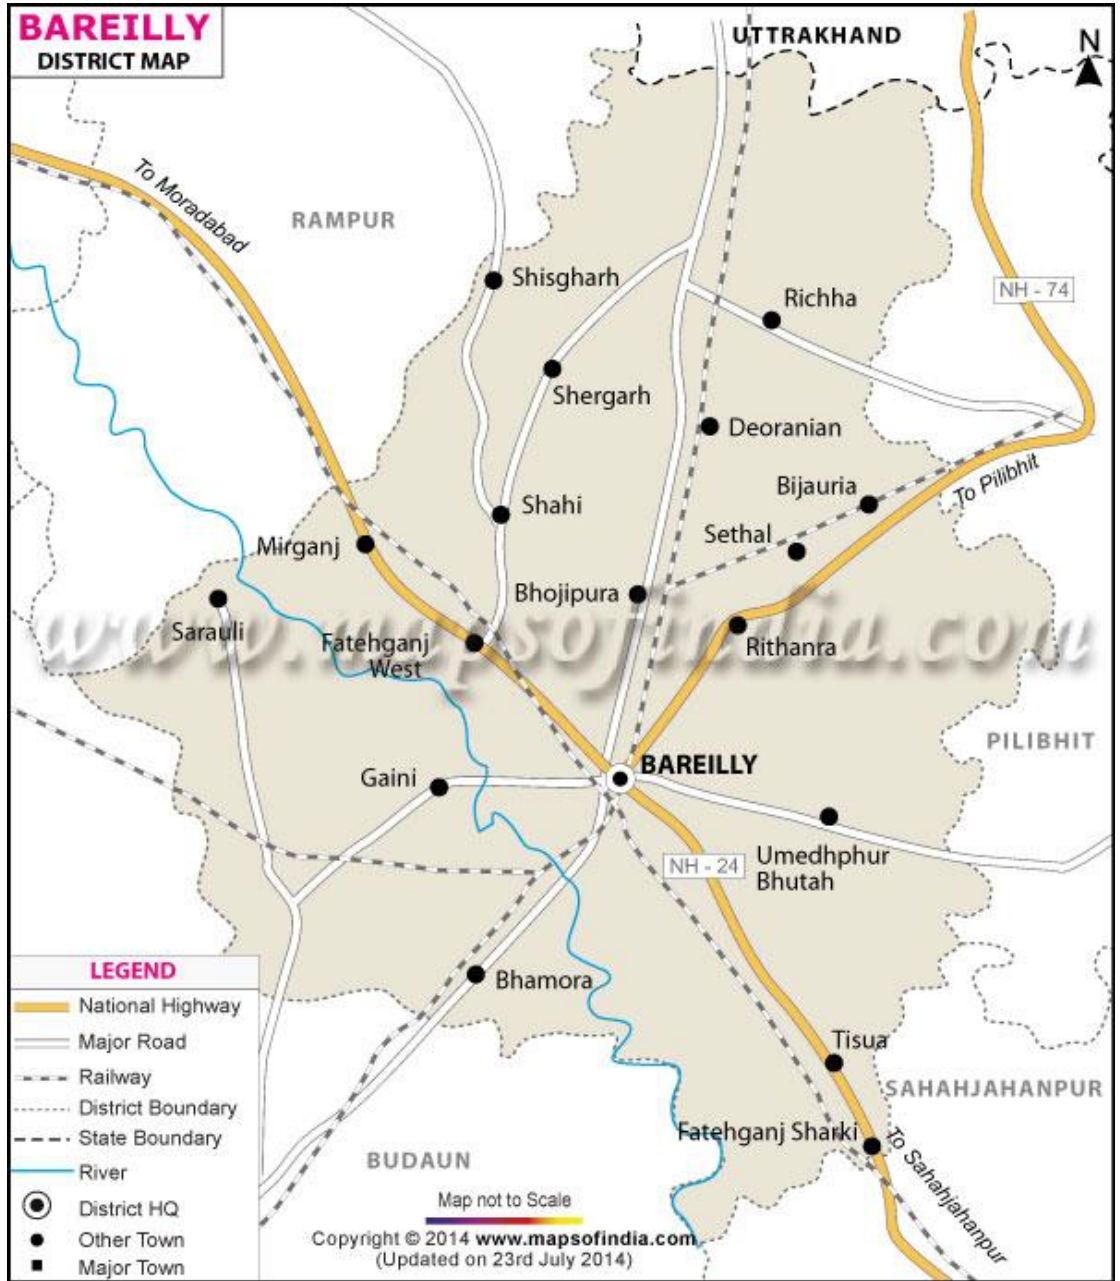 BAREILLY
DISTRICT MAP
UTTRAKHAND
N
To Moradabad
RAMPUR
Shisgharh
Richha
NH - 74
Shergarh
Deoranian
Bijauria
To Pilibhit
Shahi
Sethal
Mirganj
Bhojipura
Sarauli
Fatehganj
West
Rithanra
www.mapsofindia.com
PILIBHIT
BAREILLY
Gaini
NH - 24
Umedhphur
Bhutah
Bhamora
Tisua
SAHAHJAHANPUR
Fatehganj Sharki
To Sahahjahanpur
BUDAUN
LEGEND
National Highway
Major Road
Railway
District Boundary
State Boundary
River
District HQ
Other Town
Major Town
Map not to Scale
Copyright © 2014 www.mapsofindia.com
(Updated on 23rd July 2014)